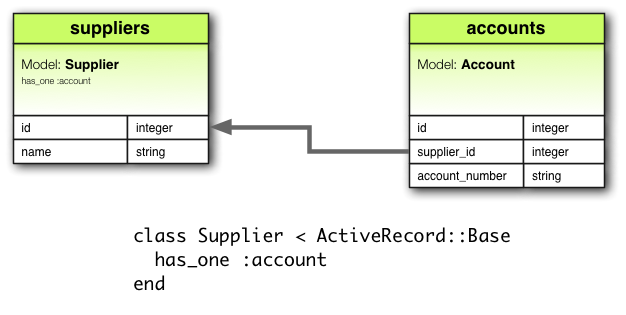 suppliers
Model: Supplier
has_one :account
id integer
name string
accounts
Model: Account
id integer
supplier_id integer
account_number string
class Supplier < ActiveRecord::Base
  has_one :account
end